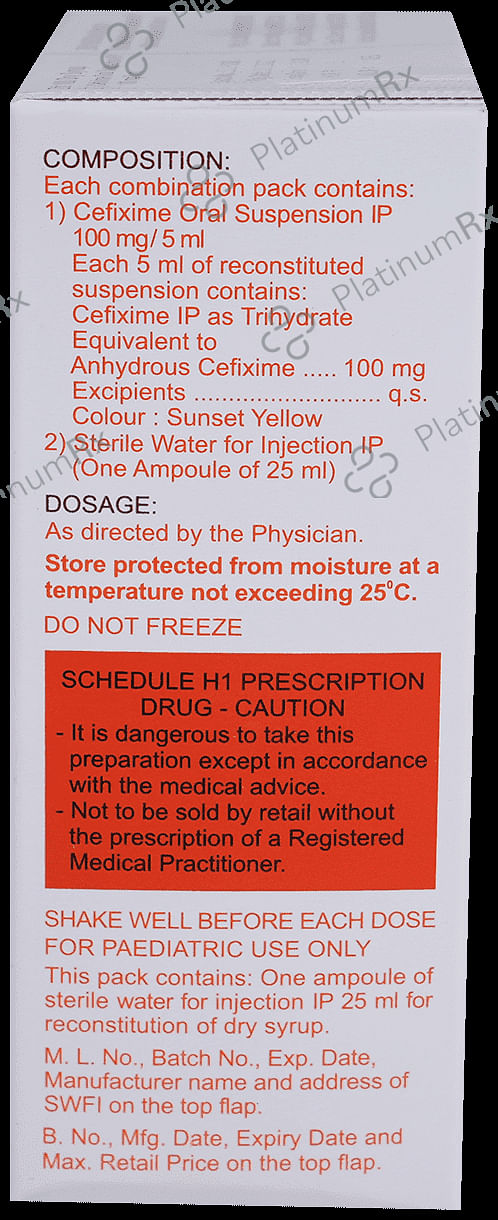 PlatinumRx
COMPOSITION:
Each combination pack contains:
1) Cefixime Oral Suspension IP
100 mg/ 5 ml
Each 5 ml of reconstituted
suspension contains:
Cefixime IP as Trihydrate
Equivalent to
Anhydrous Cefixime ..... 100 mg
Excipients ............................ q.s.
Colour : Sunset Yellow
2) Sterile Water for Injection IP
(One Ampoule of 25 ml)
DOSAGE:
As directed by the Physician.
Store protected from moisture at a
temperature not exceeding 25⁰C.
DO NOT FREEZE
SCHEDULE H1 PRESCRIPTION
DRUG - CAUTION
- It is dangerous to take this
preparation except in accordance
with the medical advice.
- Not to be sold by retail without
the prescription of a Registered
Medical Practitioner.
SHAKE WELL BEFORE EACH DOSE
FOR PAEDIATRIC USE ONLY
This pack contains: One ampoule of
sterile water for injection IP 25 ml for
reconstitution of dry syrup.
M. L. No., Batch No., Exp. Date,
Manufacturer name and address of
SWFI on the top flap.
B. No., Mfg. Date, Expiry Date and
Max. Retail Price on the top flap.
PlatinumRx
PlatinumRx